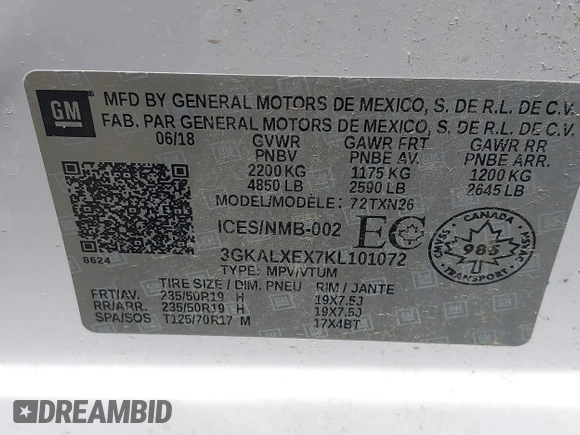 GM
MFD BY GENERAL MOTORS DE MEXICO, S. DE R.L. DE C.V.
FAB. PAR GENERAL MOTORS DE MEXICO, S. DE R.L. DE C.V.
06/18 GVWR GAWR FRT GAWR RR
PNBV PNBE AV. PNBE ARR.
2200 KG 1175 KG 1200 KG
4850 LB 2590 LB 2645 LB
MODEL/MODÈLE: 72TXN26
ICES/NMB-002 EC
8624
3GKALXEX7KL101072
TYPE: MPV/VTUM
CANADA
CMVSS 985 NSVAC
TRANSPORT
TIRE SIZE / DIM. PNEU RIM / JANTE
FRT/AV. 235/50R19 H 19X7.5J
RR/ARR. 235/50R19 H 19X7.5J
SPA/SOS T125/70R17 M 17X4BT
DREAMBID